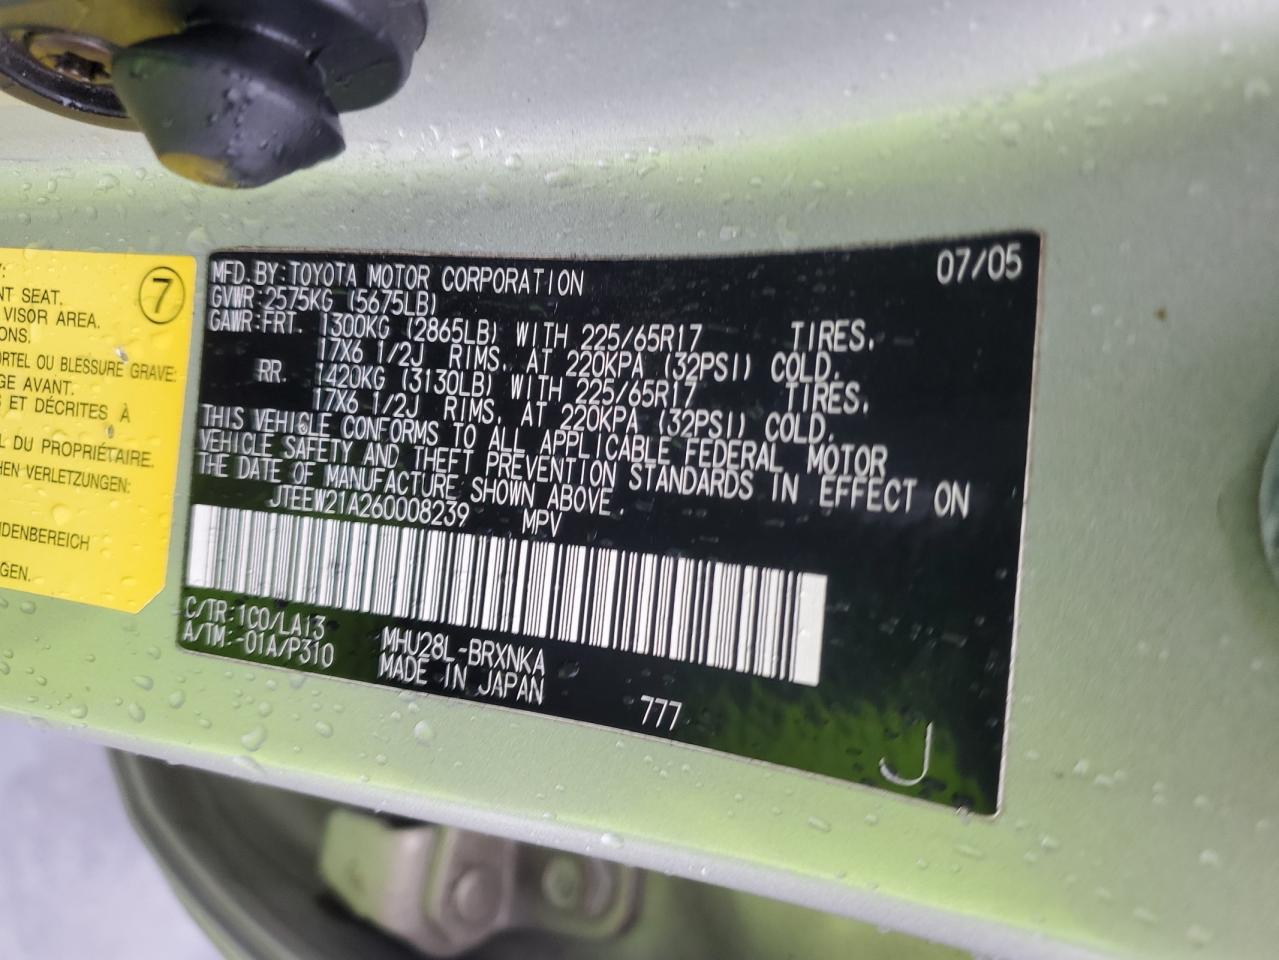 Y:
NT SEAT.
VISOR AREA.
ONS.
ORTEL OU BLESSURE GRAVE:
GE AVANT.
S ET DÉCRITES À
L DU PROPRIÉTAIRE.
HEN VERLETZUNGEN:
NDENBEREICH
GEN.
7
MFD. BY: TOYOTA MOTOR CORPORATION 07/05
GVWR: 2575KG (5675LB)
GAWR: FRT. 1300KG (2865LB) WITH 225/65R17 TIRES,
17X6 1/2J RIMS, AT 220KPA (32PSI) COLD.
RR. 1420KG (3130LB) WITH 225/65R17 TIRES,
17X6 1/2J RIMS, AT 220KPA (32PSI) COLD.
THIS VEHICLE CONFORMS TO ALL APPLICABLE FEDERAL MOTOR
VEHICLE SAFETY AND THEFT PREVENTION STANDARDS IN EFFECT ON
THE DATE OF MANUFACTURE SHOWN ABOVE.
JTEEW21A260008239 MPV
C/TR: 1C0/LA13 MHU28L-BRXNKA
A/TM: -01A/P310 MADE IN JAPAN
777
J